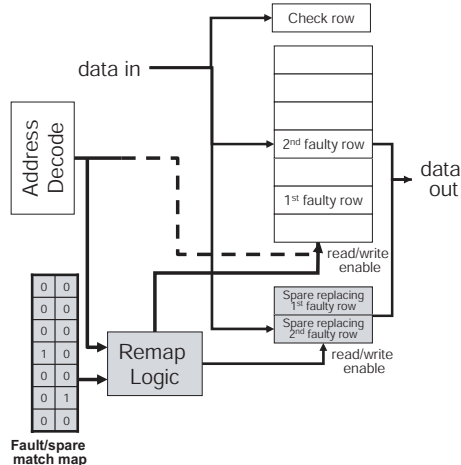 Check row
data in
Address
Decode
2nd faulty row
data
out
1st faulty row
read/write
enable
Spare replacing
1st faulty row
Spare replacing
2nd faulty row
read/write
enable
Remap
Logic
0 0
0 0
0 0
1 0
0 0
0 1
0 0
Fault/spare
match map